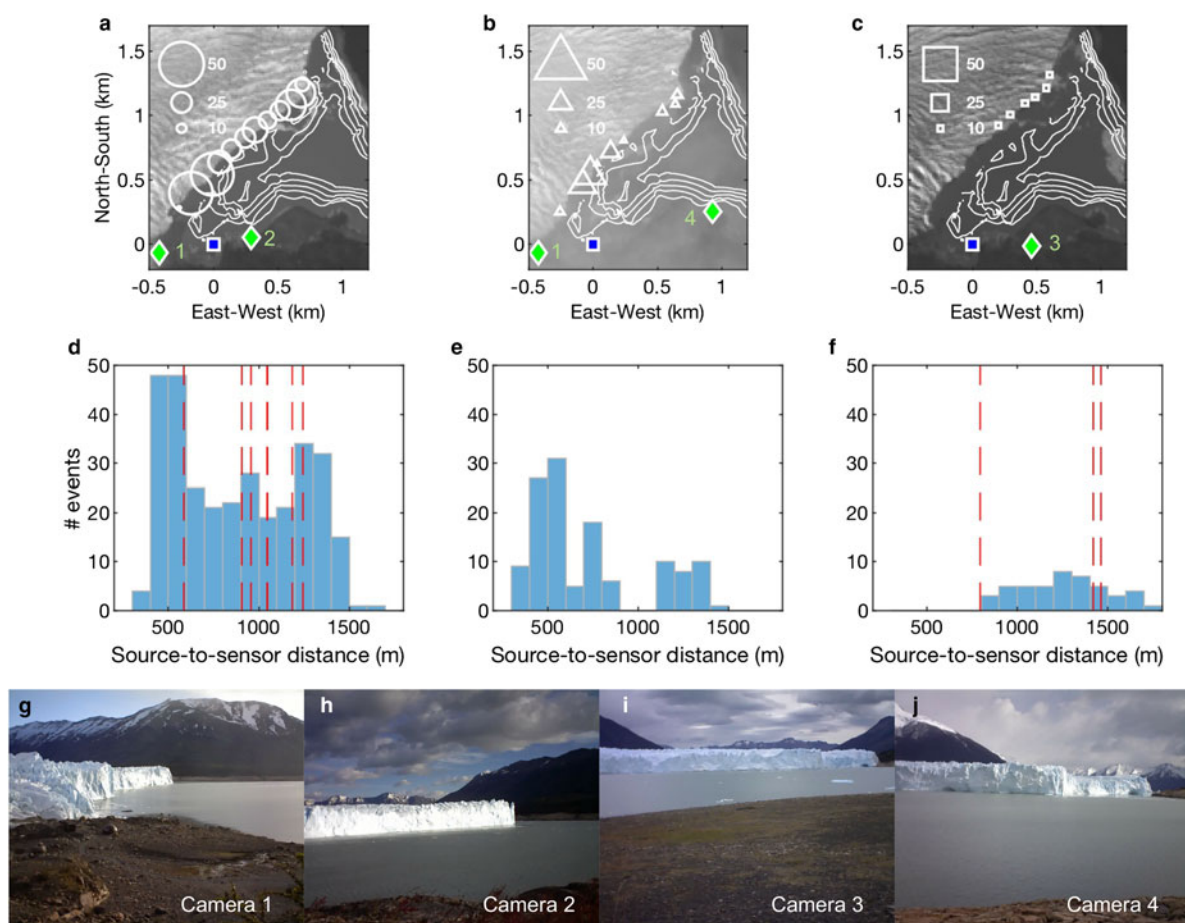 a
b
c
1.5
1
0.5
0
North-South (km)
50
25
10
1
2
-0.5
0
0.5
1
East-West (km)
1.5
1
0.5
0
50
25
10
1
4
-0.5
0
0.5
1
East-West (km)
1.5
1
0.5
0
50
25
10
3
-0.5
0
0.5
1
East-West (km)
d
e
f
50
40
30
20
10
0
# events
500
1000
1500
Source-to-sensor distance (m)
50
40
30
20
10
0
500
1000
1500
Source-to-sensor distance (m)
50
40
30
20
10
0
500
1000
1500
Source-to-sensor distance (m)
g
h
i
j
Camera 1
Camera 2
Camera 3
Camera 4